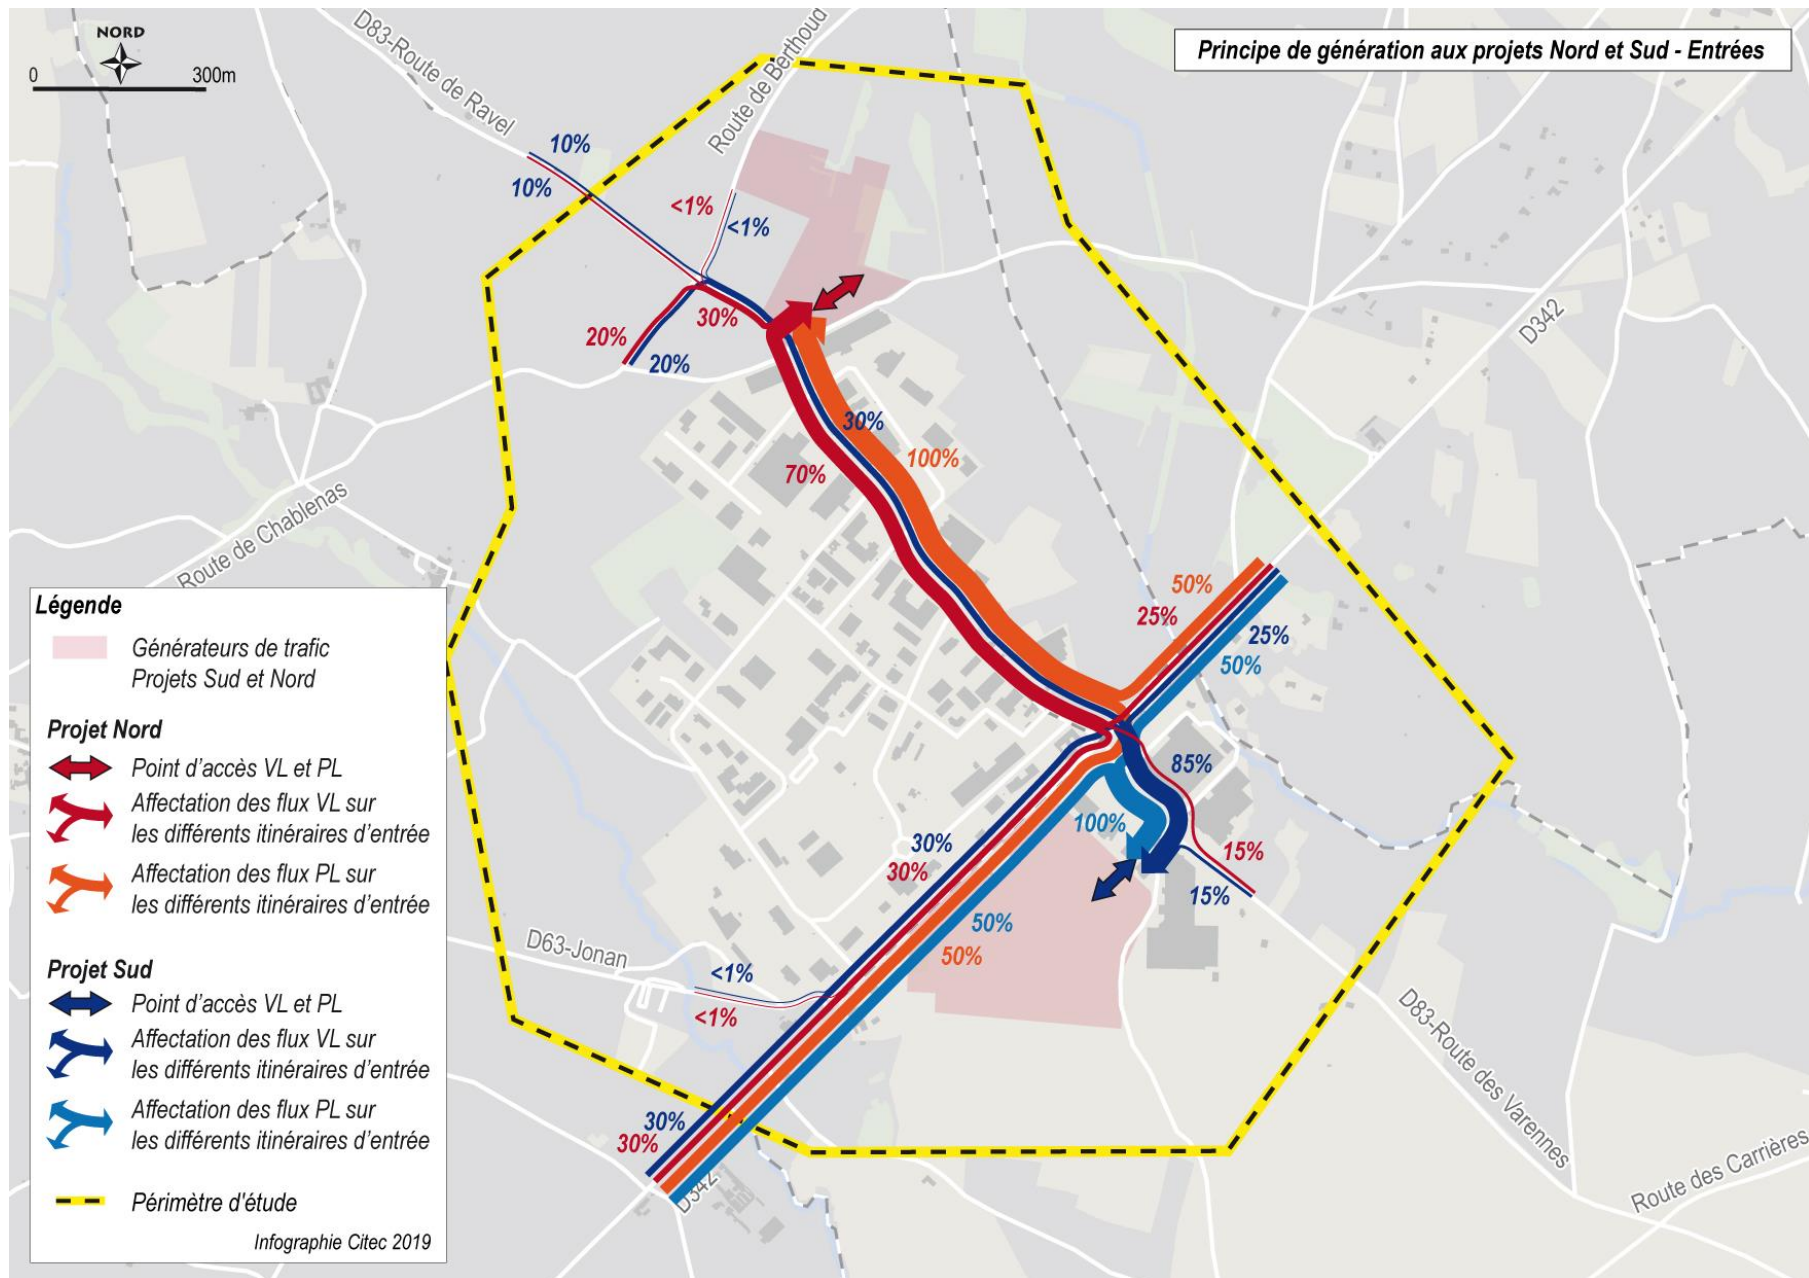 NORD
0 300m
D83-Route de Ravel
Route de Berthoud
Principe de génération aux projets Nord et Sud - Entrées
10%
10%
<1%
<1%
30%
20%
20%
D342
30%
100%
70%
Route de Chablenas
50%
25%
25%
50%
85%
100%
15%
15%
30%
30%
50%
50%
D63-Jonan
<1%
<1%
D83-Route des Varennes
Route des Carrières
30%
30%
D342
Légende
Générateurs de trafic
Projets Sud et Nord
Projet Nord
Point d'accès VL et PL
Affectation des flux VL sur
les différents itinéraires d'entrée
Affectation des flux PL sur
les différents itinéraires d'entrée
Projet Sud
Point d'accès VL et PL
Affectation des flux VL sur
les différents itinéraires d'entrée
Affectation des flux PL sur
les différents itinéraires d'entrée
Périmètre d'étude
Infographie Citec 2019